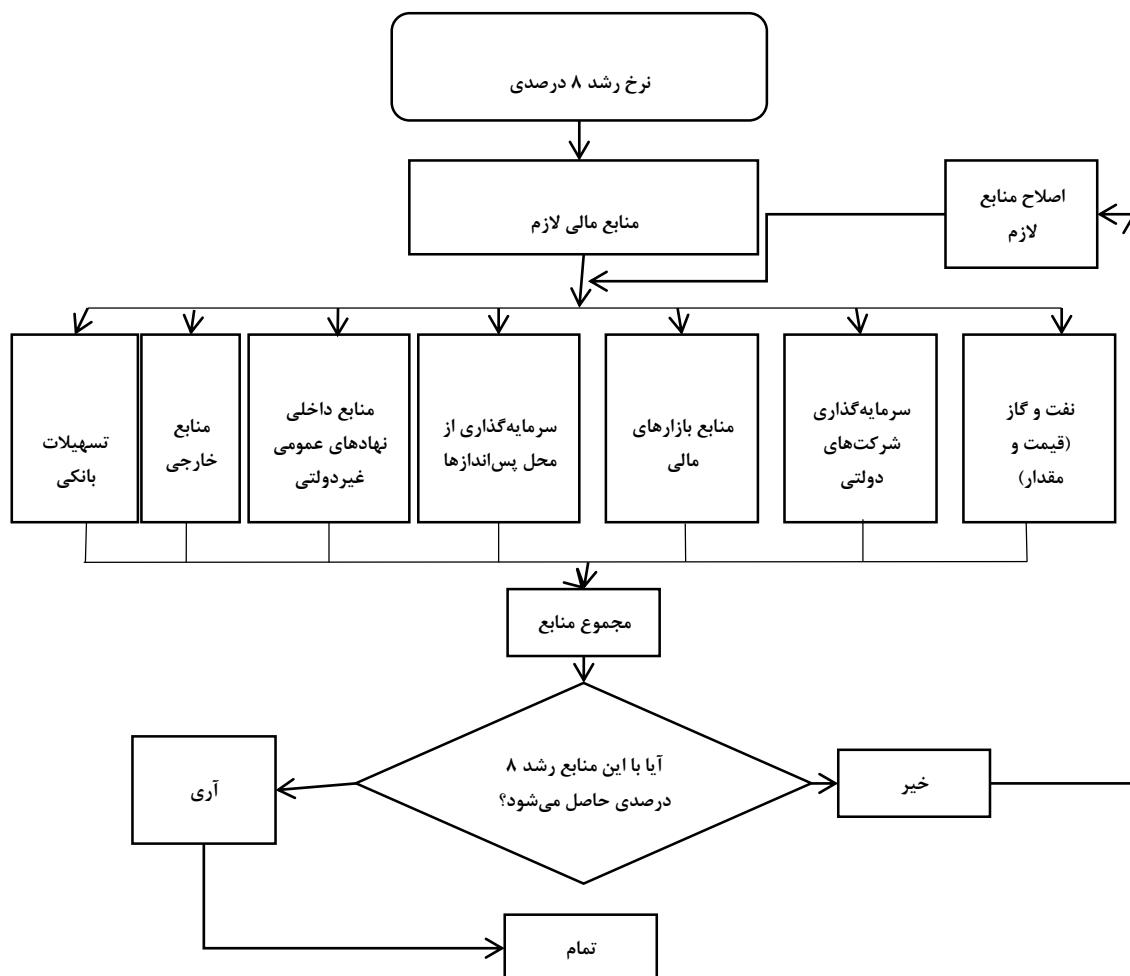 نرخ رشد ۸ درصدی
منابع مالی لازم
اصلاح منابع
لازم
نفت و گاز
(قیمت و
مقدار)
سرمایه‌گذاری
شرکت‌های
دولتی
منابع بازارهای
مالی
سرمایه‌گذاری از
محل پس‌اندازها
منابع داخلی
نهادهای عمومی
غیردولتی
منابع
خارجی
تسهیلات
بانکی
مجموع منابع
آیا با این منابع رشد ۸
درصدی حاصل می‌شود؟
خیر
آری
تمام